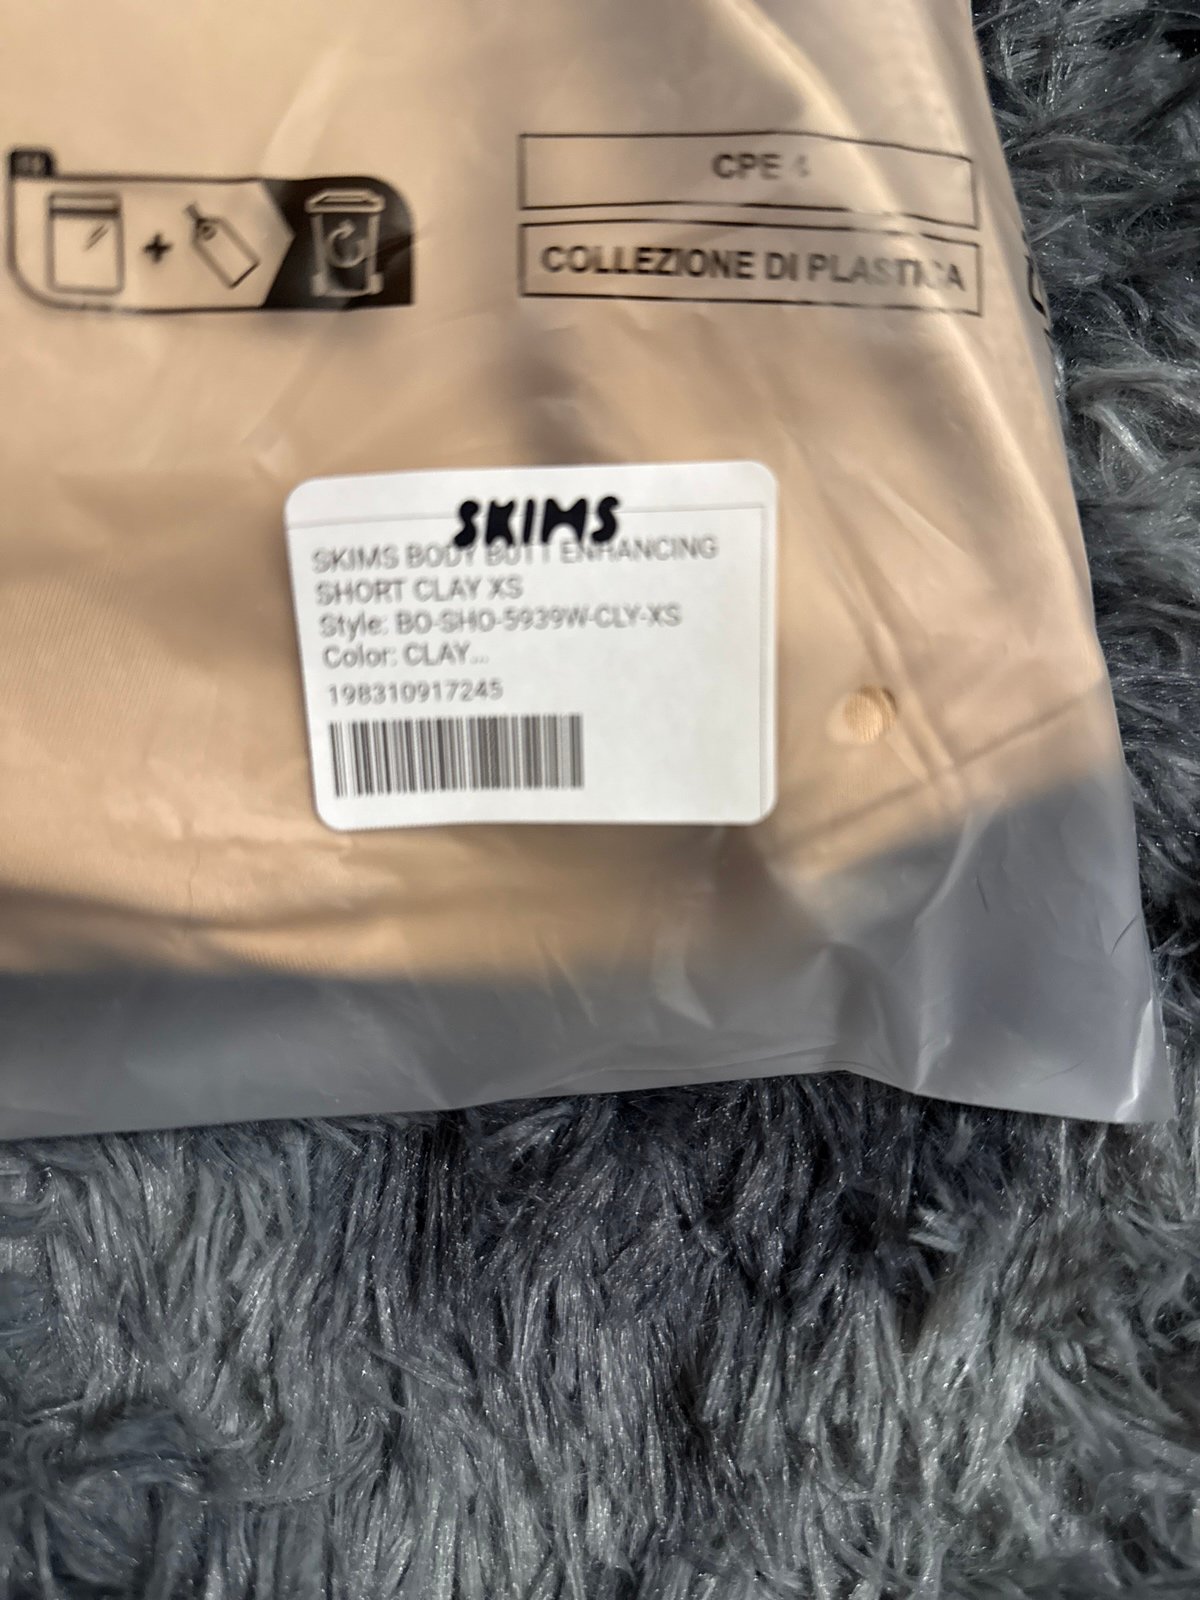 CPE 4
COLLEZIONE DI PLASTICA
SKIMS
SKIMS BODY BUTT ENHANCING
SHORT CLAY XS
Style: BO-SHO-5939W-CLY-XS
Color: CLAY...
198310917245